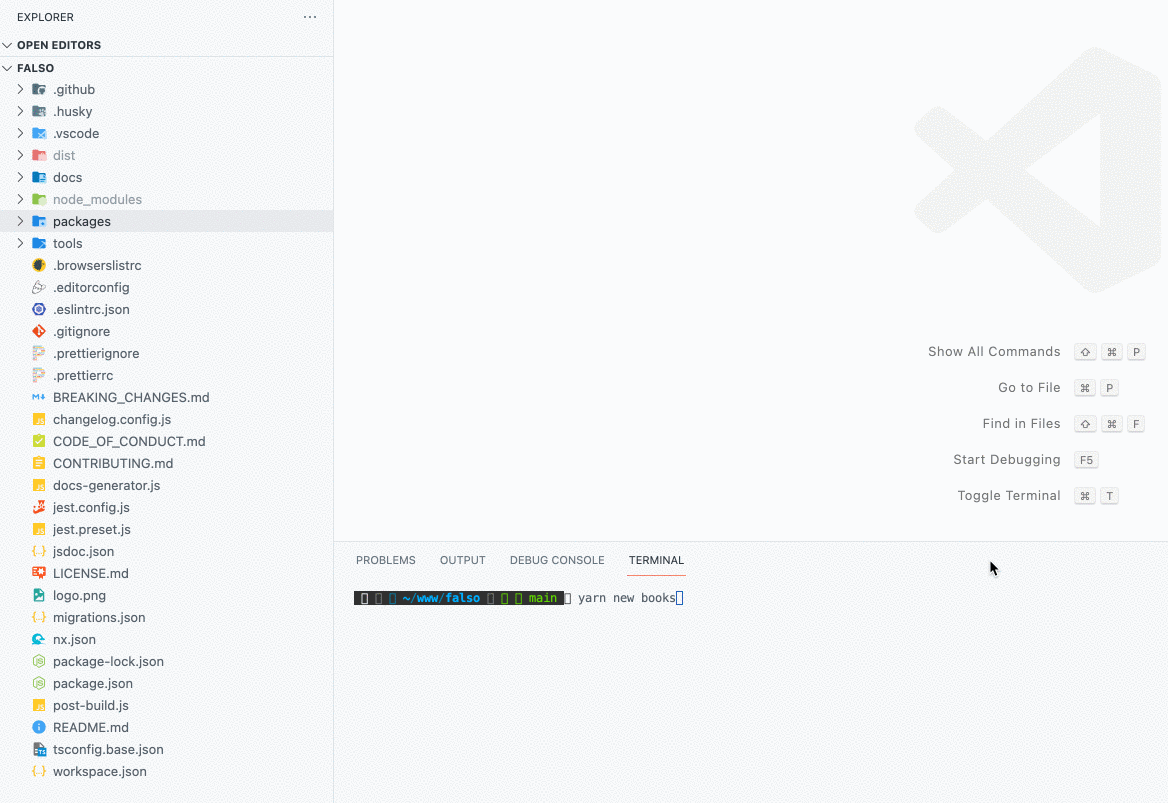 EXPLORER
OPEN EDITORS
FALSO
.github
.husky
.vscode
dist
docs
node_modules
packages
tools
.browserslistrc
.editorconfig
.eslintrc.json
.gitignore
.prettierignore
.prettierrc
BREAKING_CHANGES.md
changelog.config.js
CODE_OF_CONDUCT.md
CONTRIBUTING.md
docs-generator.js
jest.config.js
jest.preset.js
jsdoc.json
LICENSE.md
logo.png
migrations.json
nx.json
package-lock.json
package.json
post-build.js
README.md
tsconfig.base.json
workspace.json
Show All Commands ⇧ ⌘ P
Go to File ⌘ P
Find in Files ⇧ ⌘ F
Start Debugging F5
Toggle Terminal ⌘ T
PROBLEMS OUTPUT DEBUG CONSOLE TERMINAL
~/www/falso main yarn new books